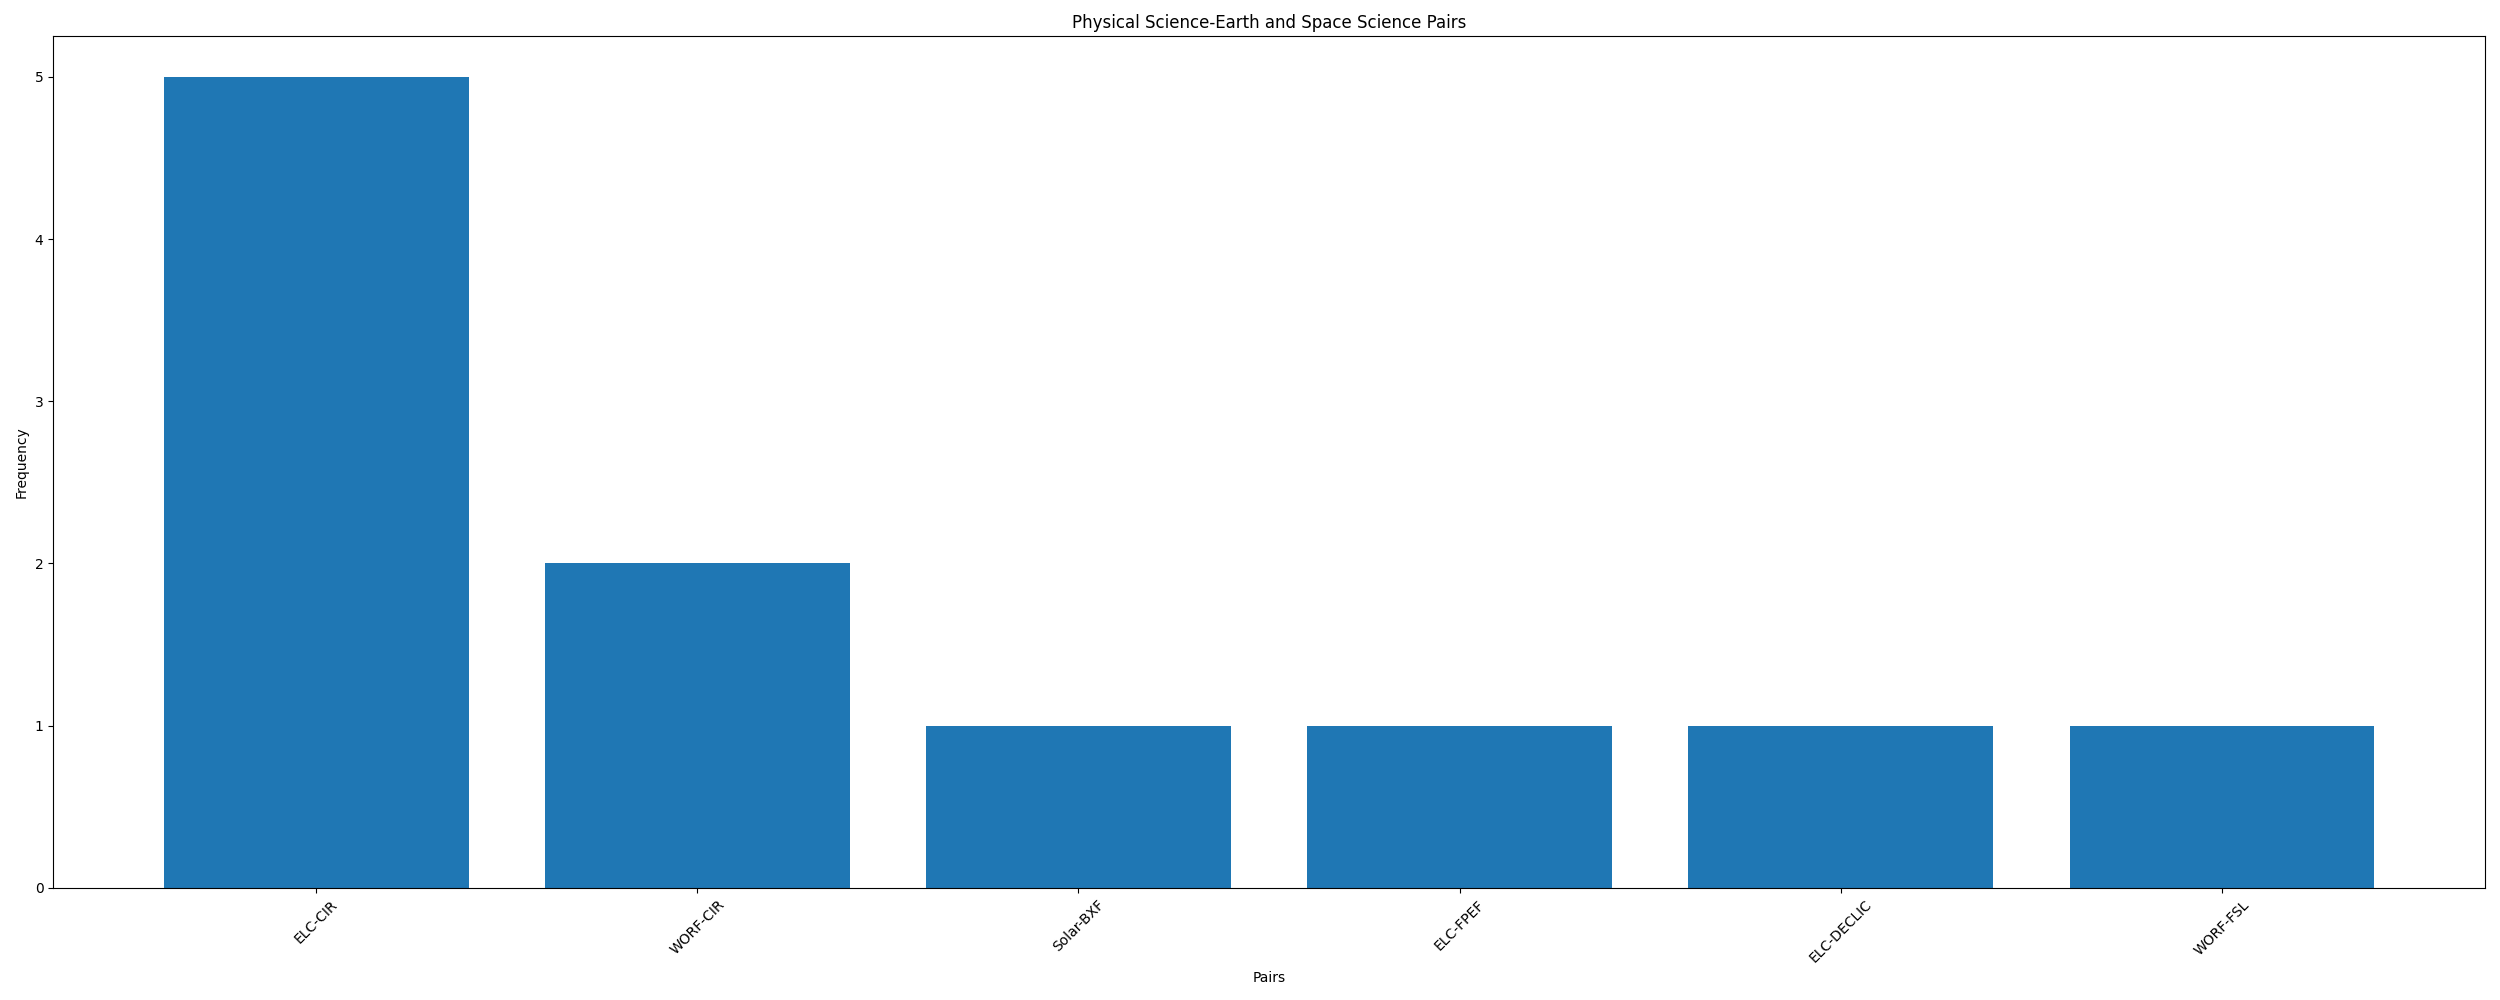 Physical Science-Earth and Space Science Pairs
Frequency
5
4
3
2
1
0
ELC-CIR
WORF-CIR
Solar-BXF
ELC-FPEF
ELC-DECLIC
WORF-FSL
Pairs